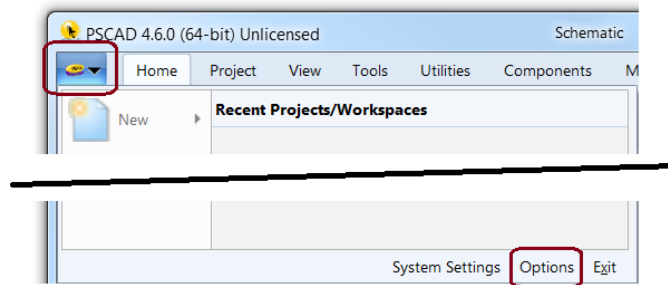 PSCAD 4.6.0 (64-bit) Unlicensed Schematic
Home Project View Tools Utilities Components M
New Recent Projects/Workspaces
System Settings Options Exit